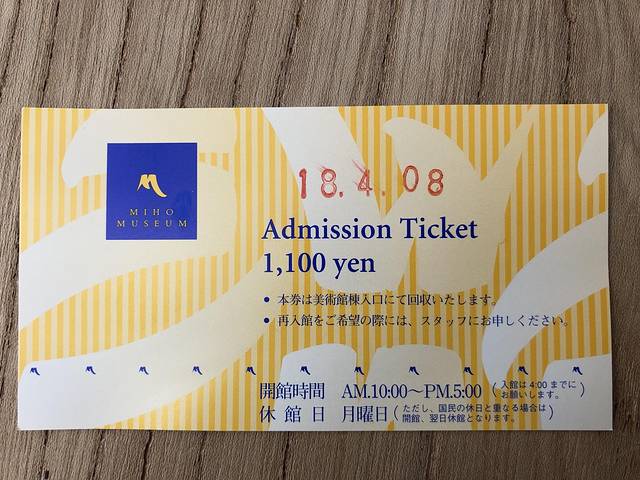 MIHO
MUSEUM
18.4.08
Admission Ticket
1,100 yen
● 本券は美術館棟入口にて回収いたします。
● 再入館をご希望の際には、スタッフにお申しください。
開館時間 AM.10:00〜PM.5:00(入館は4:00までに
お願いします。)
休館日 月曜日(ただし、国民の休日と重なる場合は
開館、翌日休館となります。)